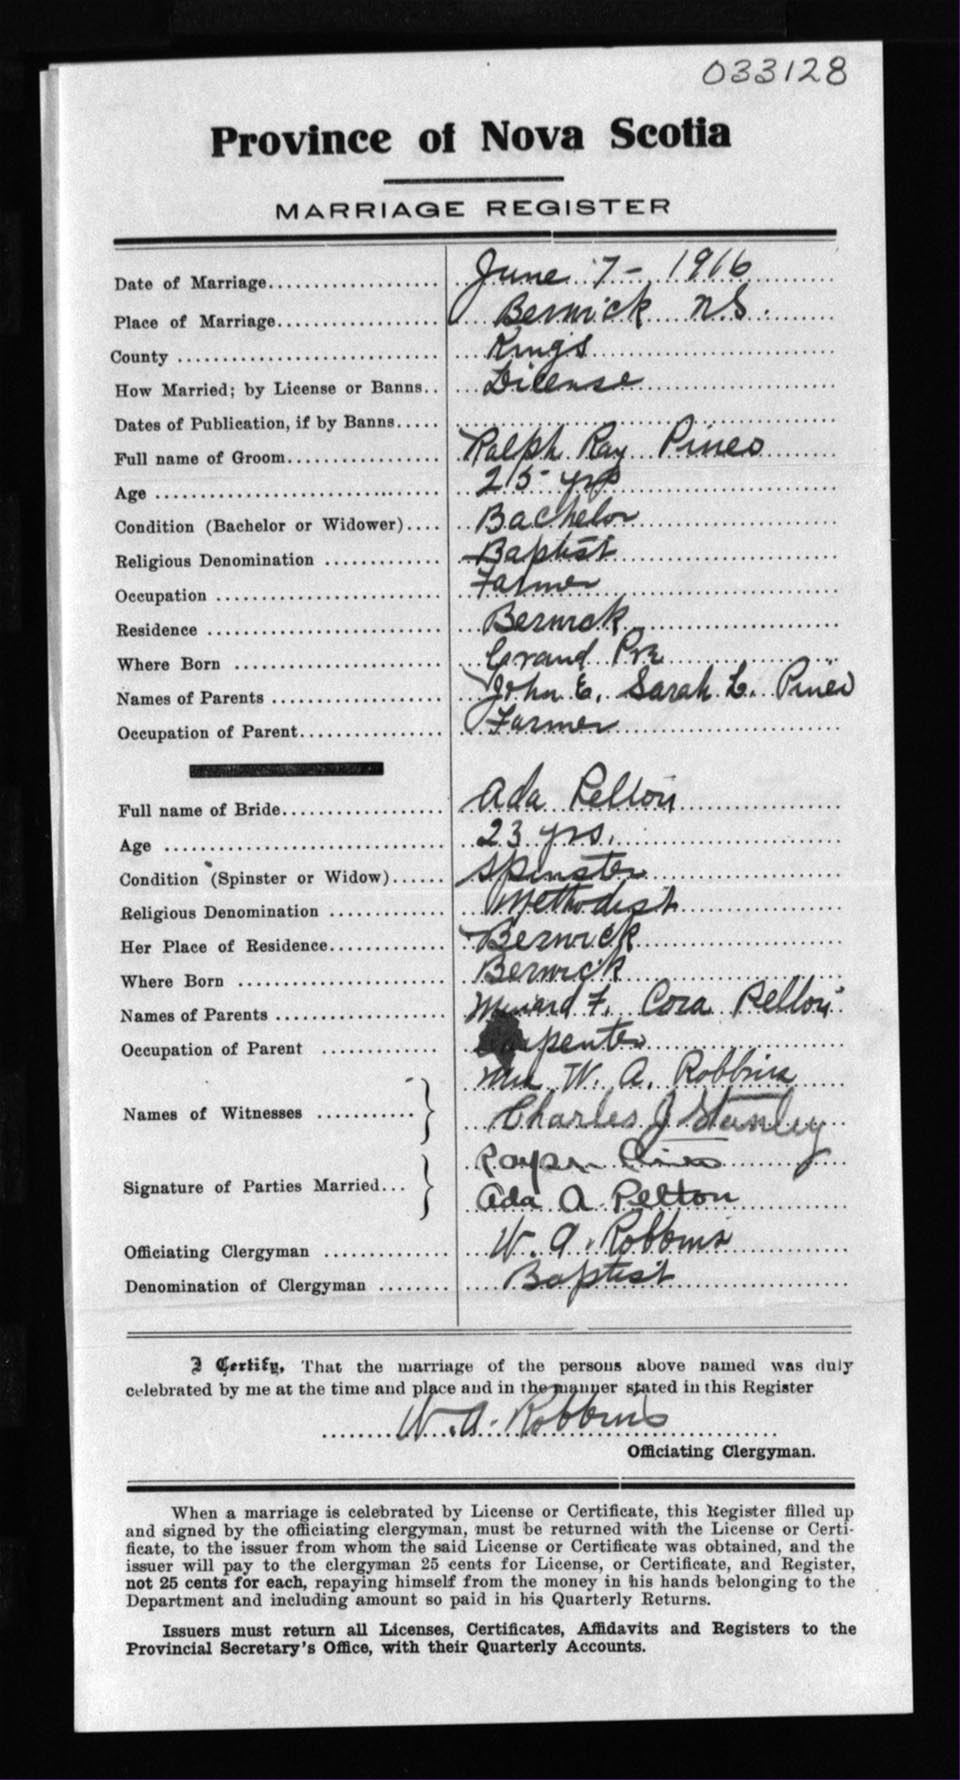 033128
Province of Nova Scotia
MARRIAGE REGISTER
Date of Marriage.................... June 7 - 1916
Place of Marriage................... Berwick N.S.
County ........................... Kings
How Married; by License or Banns.. License
Dates of Publication, if by Banns.....
Full name of Groom.................. Ralph Ray Pineo
Age ............................... 25 yrs
Condition (Bachelor or Widower).... Bachelor
Religious Denomination ............. Baptist
Occupation ......................... Farmer
Residence .......................... Berwick
Where Born ....................... Grand Pre
Names of Parents ................... John E. Sarah L. Pineo
Occupation of Parent................ Farmer
Full name of Bride................... Ada Pelton
Age ............................... 23 yrs.
Condition (Spinster or Widow)...... Spinster
Religious Denomination ............. Methodist
Her Place of Residence............. Berwick
Where Born ....................... Berwick
Names of Parents ................... F. Cora Pelton
Occupation of Parent ............. Carpenter
Mrs W. A. Robbins
Names of Witnesses ........... Charles J Stanley
Pineo
Signature of Parties Married... Ada A Pelton
Officiating Clergyman .............. W. A. Robbins
Denomination of Clergyman ........ Baptist
I Certify, That the marriage of the persons above named was duly
celebrated by me at the time and place and in the manner stated in this Register
W. A. Robbins
Officiating Clergyman.
When a marriage is celebrated by License or Certificate, this Register filled up
and signed by the officiating clergyman, must be returned with the License or Certi-
ficate, to the issuer from whom the said License or Certificate was obtained, and the
issuer will pay to the clergyman 25 cents for License, or Certificate, and Register,
not 25 cents for each, repaying himself from the money in his hands belonging to the
Department and including amount so paid in his Quarterly Returns.
Issuers must return all Licenses, Certificates, Affidavits and Registers to the
Provincial Secretary's Office, with their Quarterly Accounts.